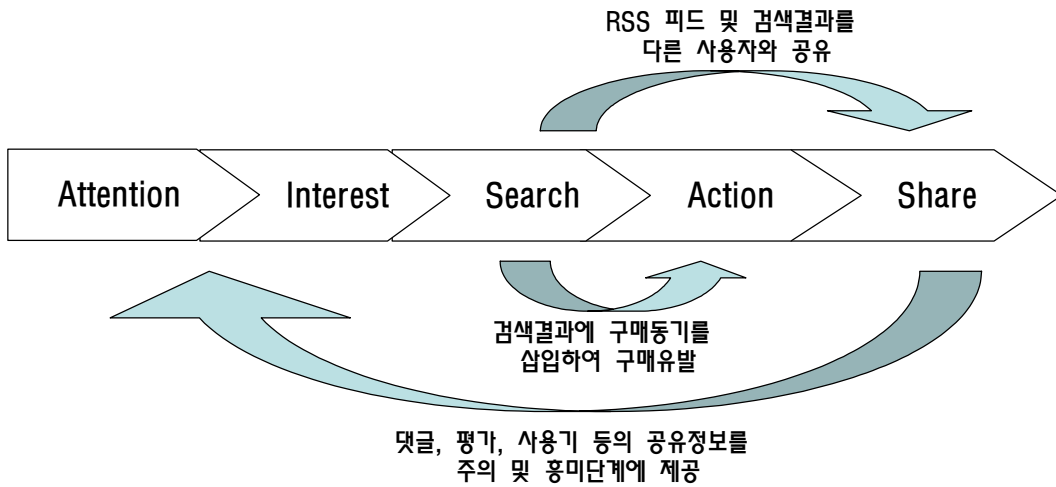 RSS 피드 및 검색결과를
다른 사용자와 공유
Attention Interest Search Action Share
검색결과에 구매동기를
삽입하여 구매유발
댓글, 평가, 사용기 등의 공유정보를
주의 및 흥미단계에 제공